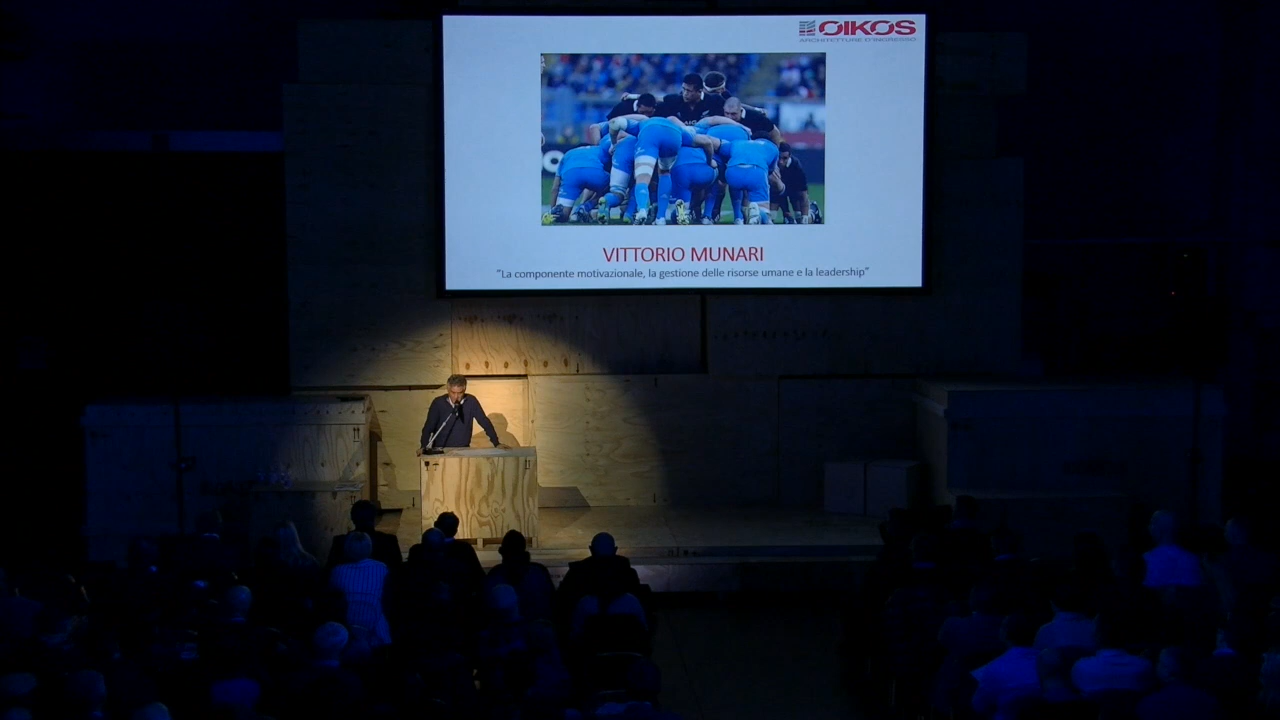 OIKOS
ARCHITETTURE D'INGRESSO
VITTORIO MUNARI
"La componente motivazionale, la gestione delle risorse umane e la leadership"